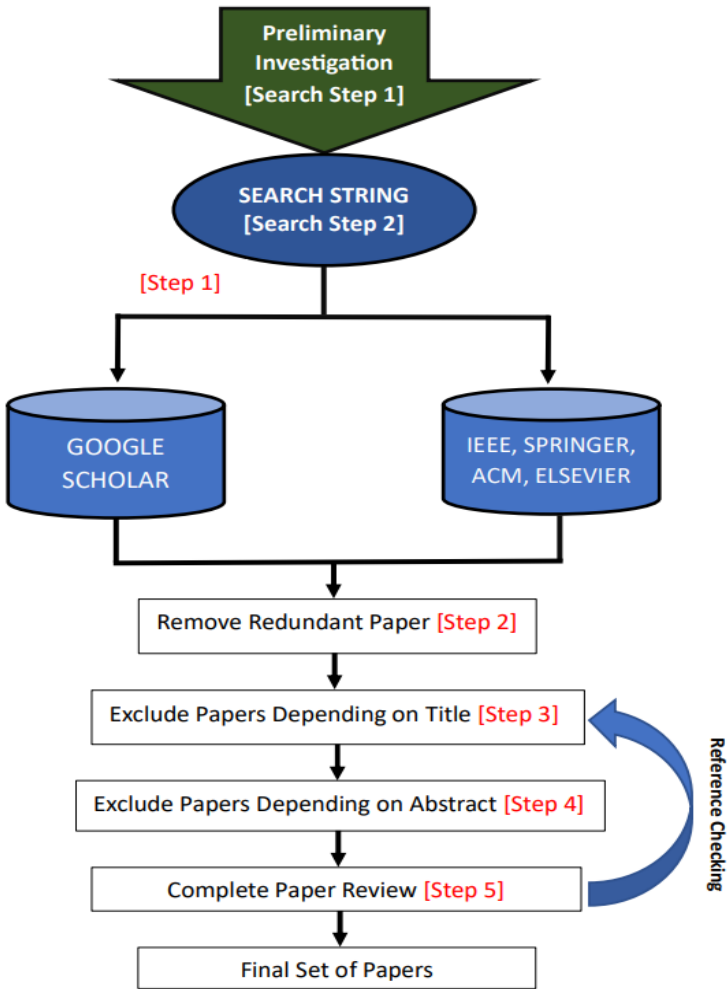 Preliminary
Investigation
[Search Step 1]
SEARCH STRING
[Search Step 2]
[Step 1]
GOOGLE
SCHOLAR
IEEE, SPRINGER,
ACM, ELSEVIER
Remove Redundant Paper [Step 2]
Exclude Papers Depending on Title [Step 3]
Exclude Papers Depending on Abstract [Step 4]
Complete Paper Review [Step 5]
Reference Checking
Final Set of Papers